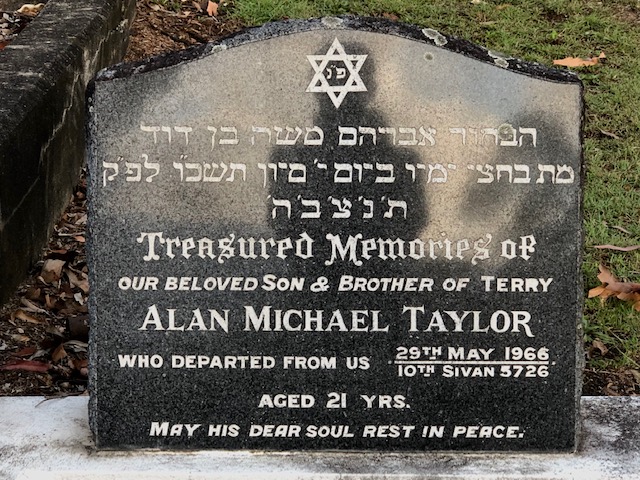 פ"נ
הבחור אברהם משה בן דוד
מת בחצי ימיו ביום י' סיון תשכ"ו לפ"ק
ת' נ' צ' ב' ה'
Treasured Memories of
OUR BELOVED SON & BROTHER OF TERRY
ALAN MICHAEL TAYLOR
WHO DEPARTED FROM US 29TH MAY 1966
10TH SIVAN 5726
AGED 21 YRS.
MAY HIS DEAR SOUL REST IN PEACE.